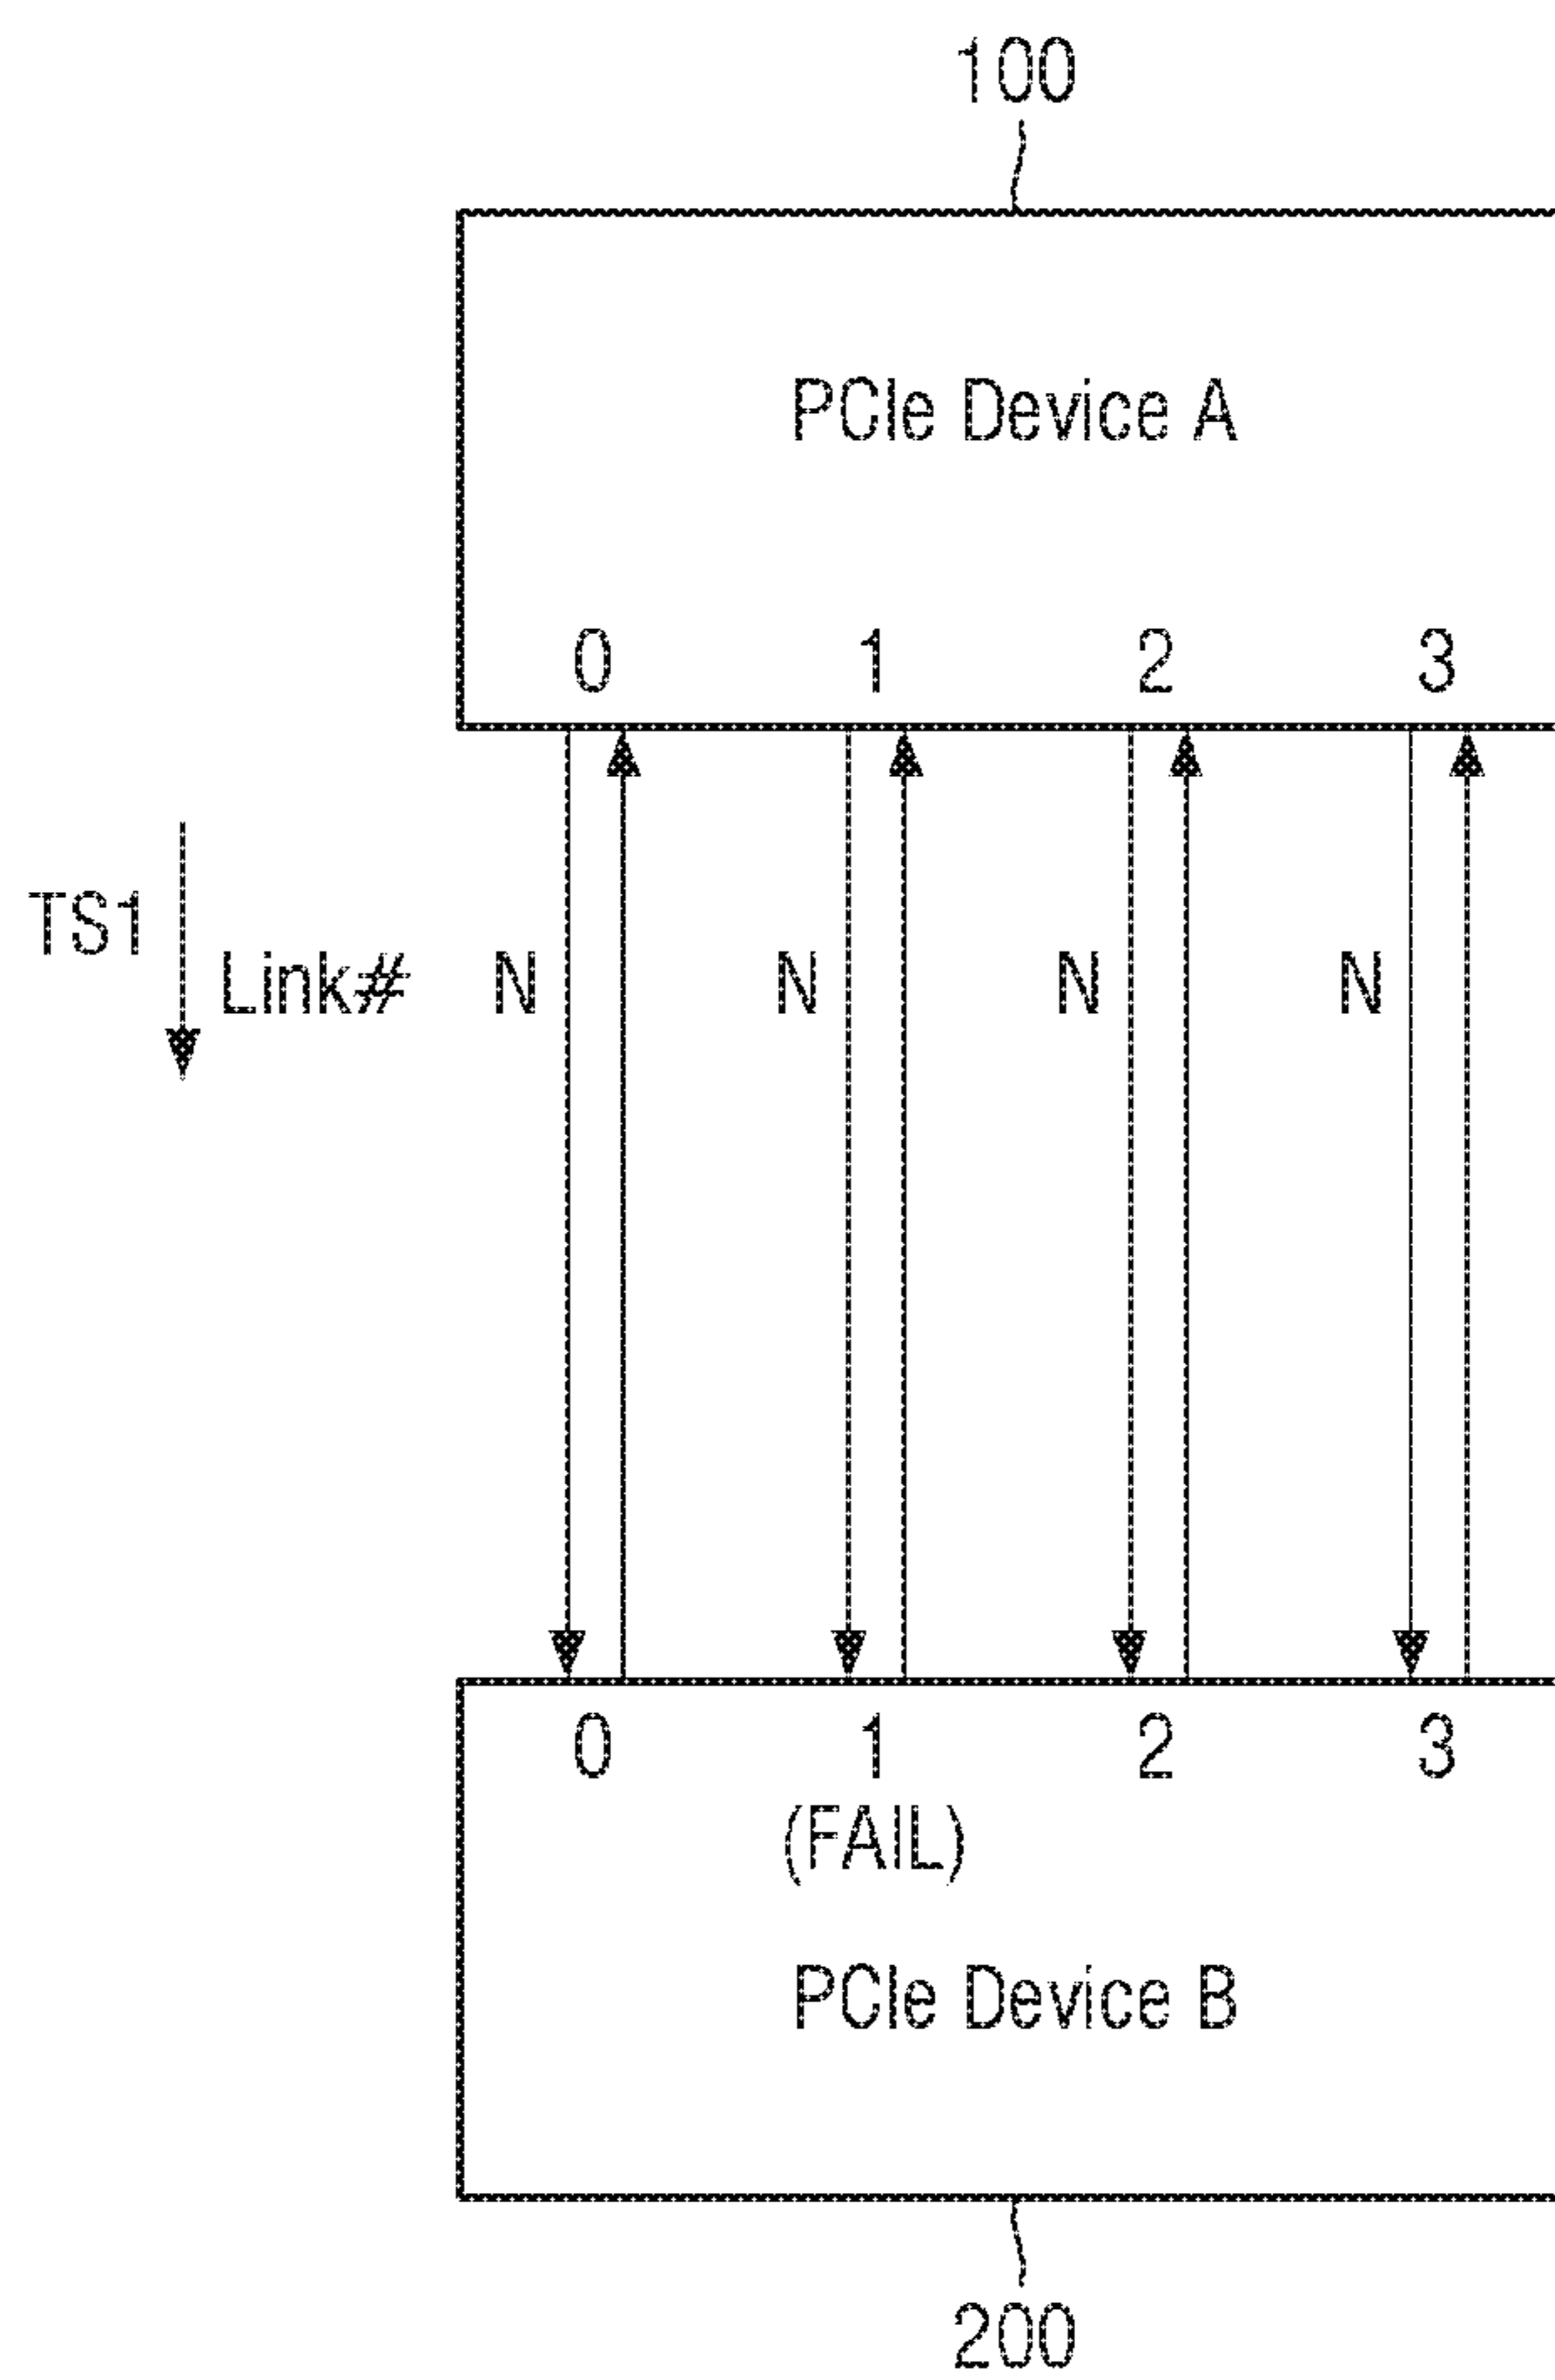 100
PCIe Device A
0 1 2 3
TS1
Link# N N N N
0 1 2 3
(FAIL)
PCIe Device B
200